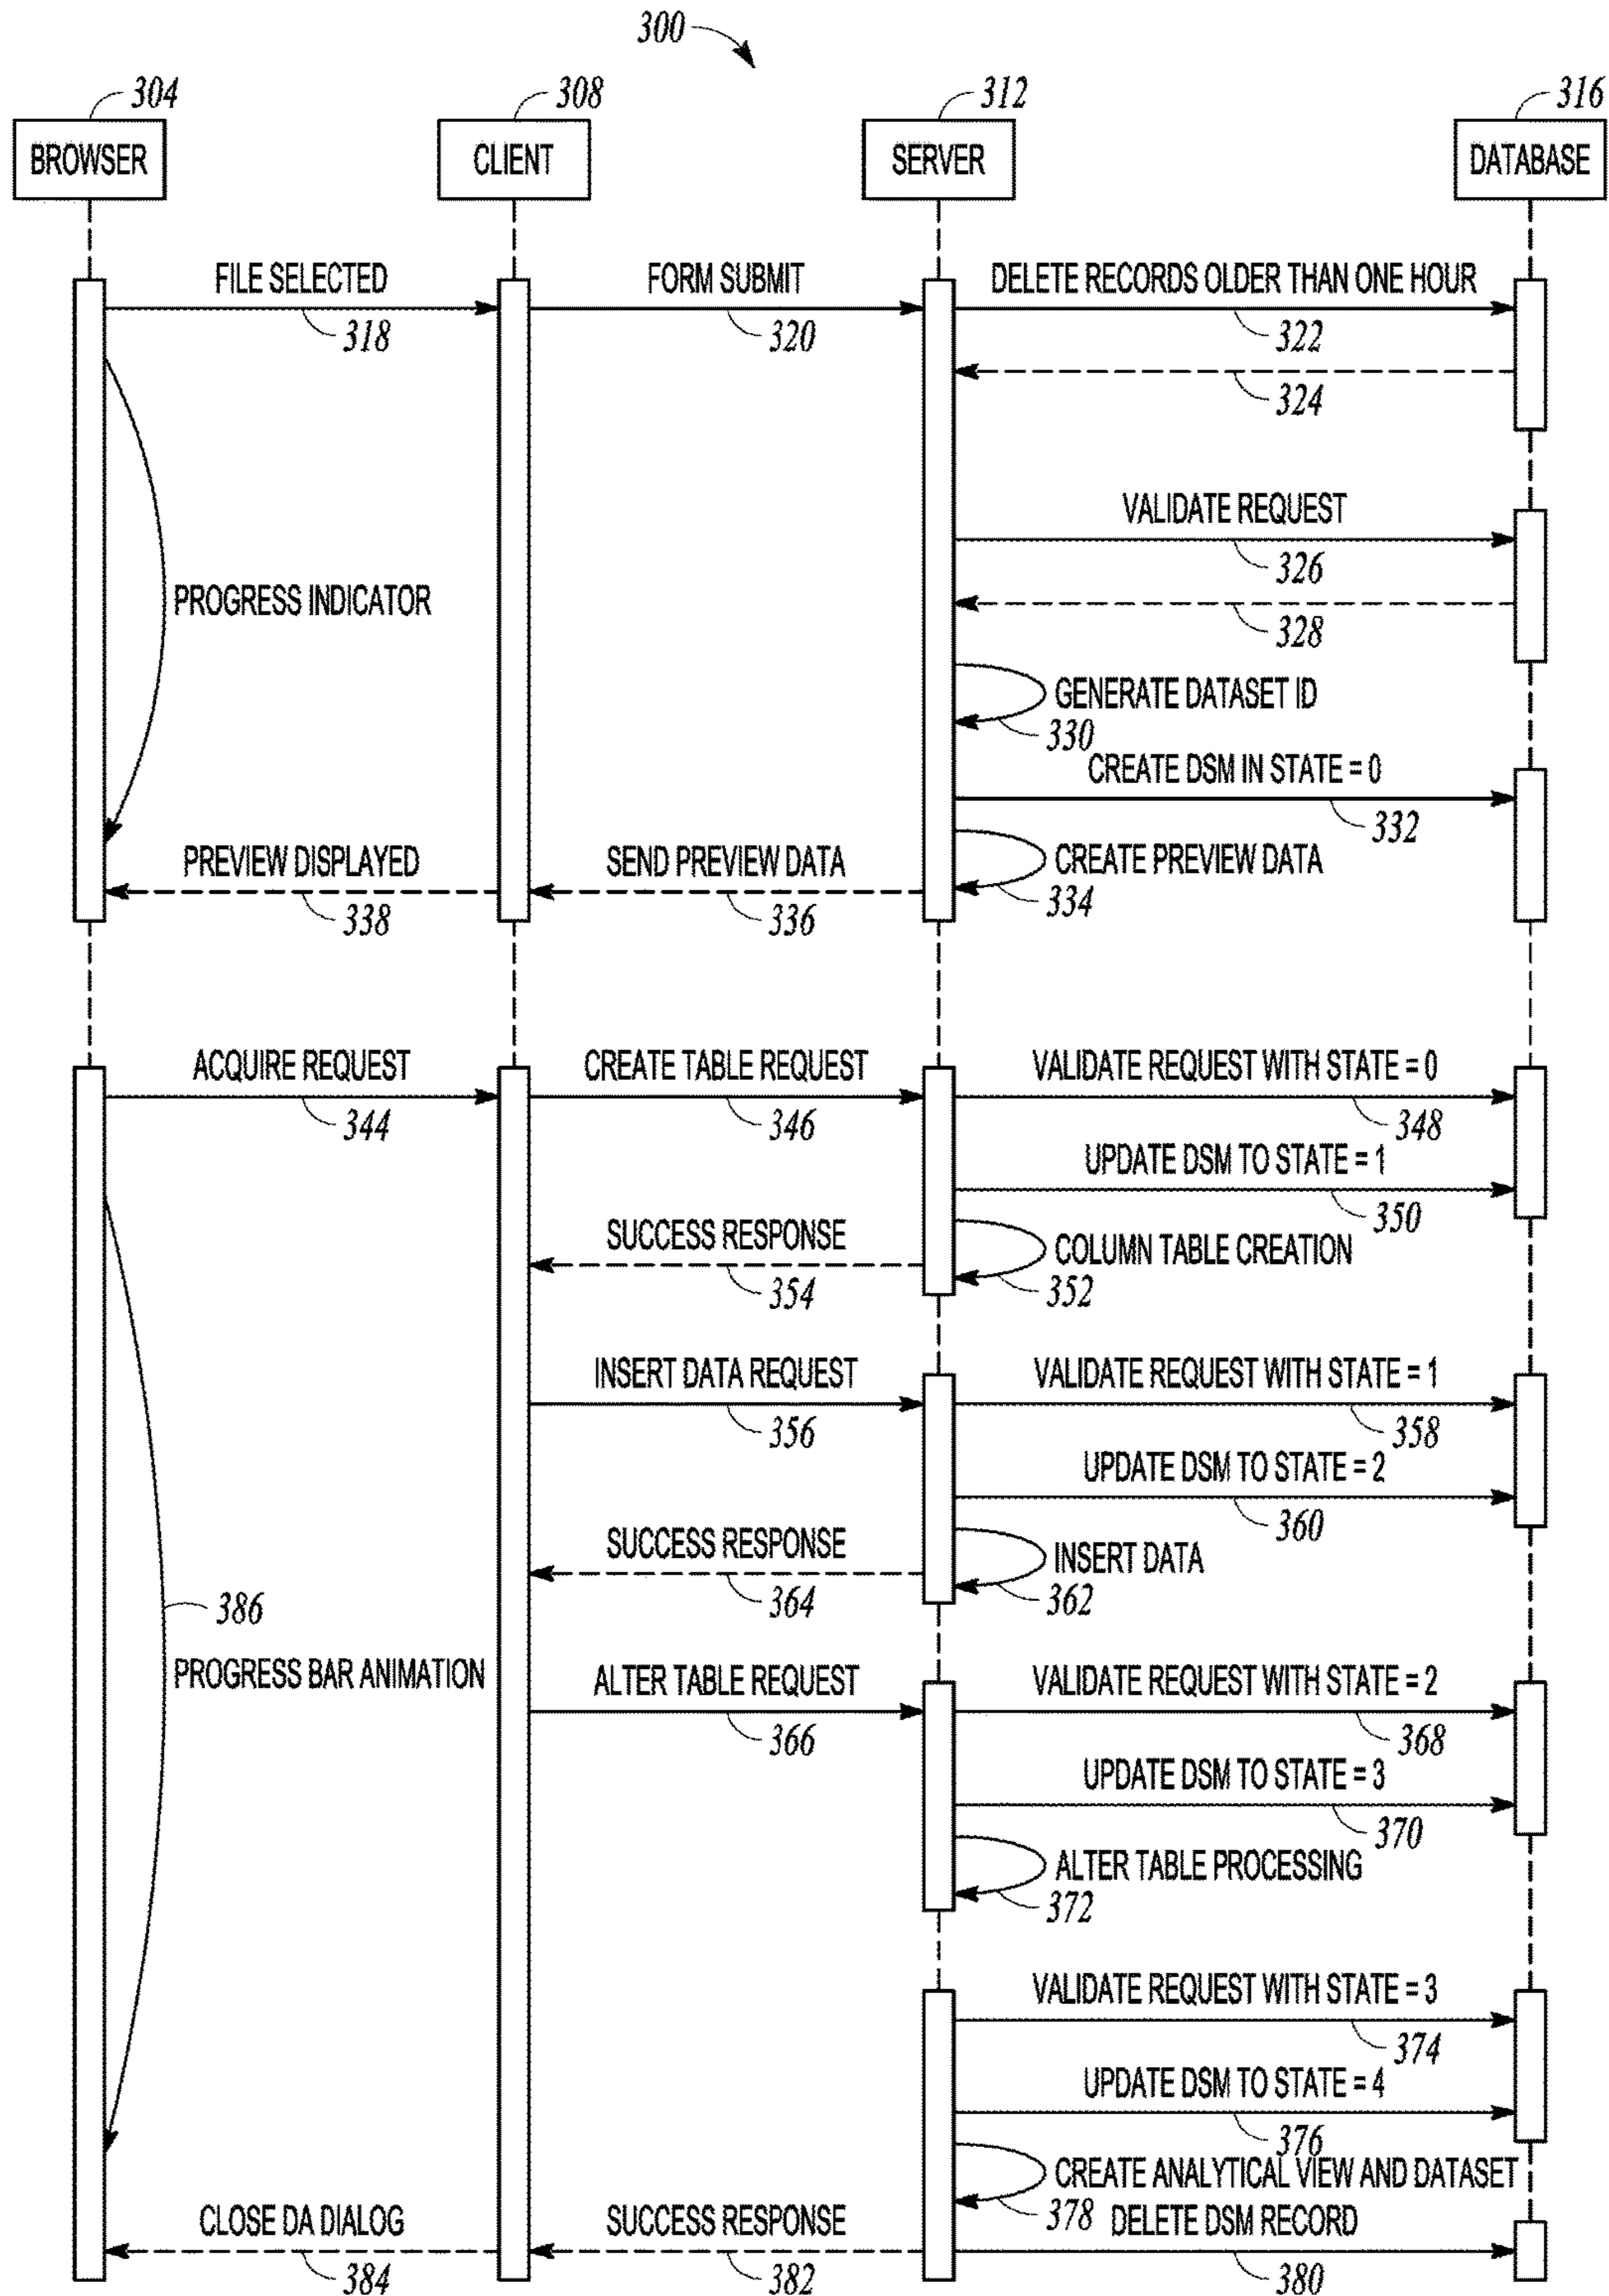 300
304
308
312
316
BROWSER
CLIENT
SERVER
DATABASE
FILE SELECTED
FORM SUBMIT
DELETE RECORDS OLDER THAN ONE HOUR
318
320
322
324
VALIDATE REQUEST
326
PROGRESS INDICATOR
328
GENERATE DATASET ID
330
CREATE DSM IN STATE = 0
332
PREVIEW DISPLAYED
SEND PREVIEW DATA
CREATE PREVIEW DATA
338
336
334
ACQUIRE REQUEST
CREATE TABLE REQUEST
VALIDATE REQUEST WITH STATE = 0
344
346
348
UPDATE DSM TO STATE = 1
350
SUCCESS RESPONSE
COLUMN TABLE CREATION
354
352
INSERT DATA REQUEST
VALIDATE REQUEST WITH STATE = 1
356
358
UPDATE DSM TO STATE = 2
360
SUCCESS RESPONSE
INSERT DATA
364
362
386
PROGRESS BAR ANIMATION
ALTER TABLE REQUEST
VALIDATE REQUEST WITH STATE = 2
366
368
UPDATE DSM TO STATE = 3
370
ALTER TABLE PROCESSING
372
VALIDATE REQUEST WITH STATE = 3
374
UPDATE DSM TO STATE = 4
376
CREATE ANALYTICAL VIEW AND DATASET
378
CLOSE DA DIALOG
SUCCESS RESPONSE
DELETE DSM RECORD
384
382
380